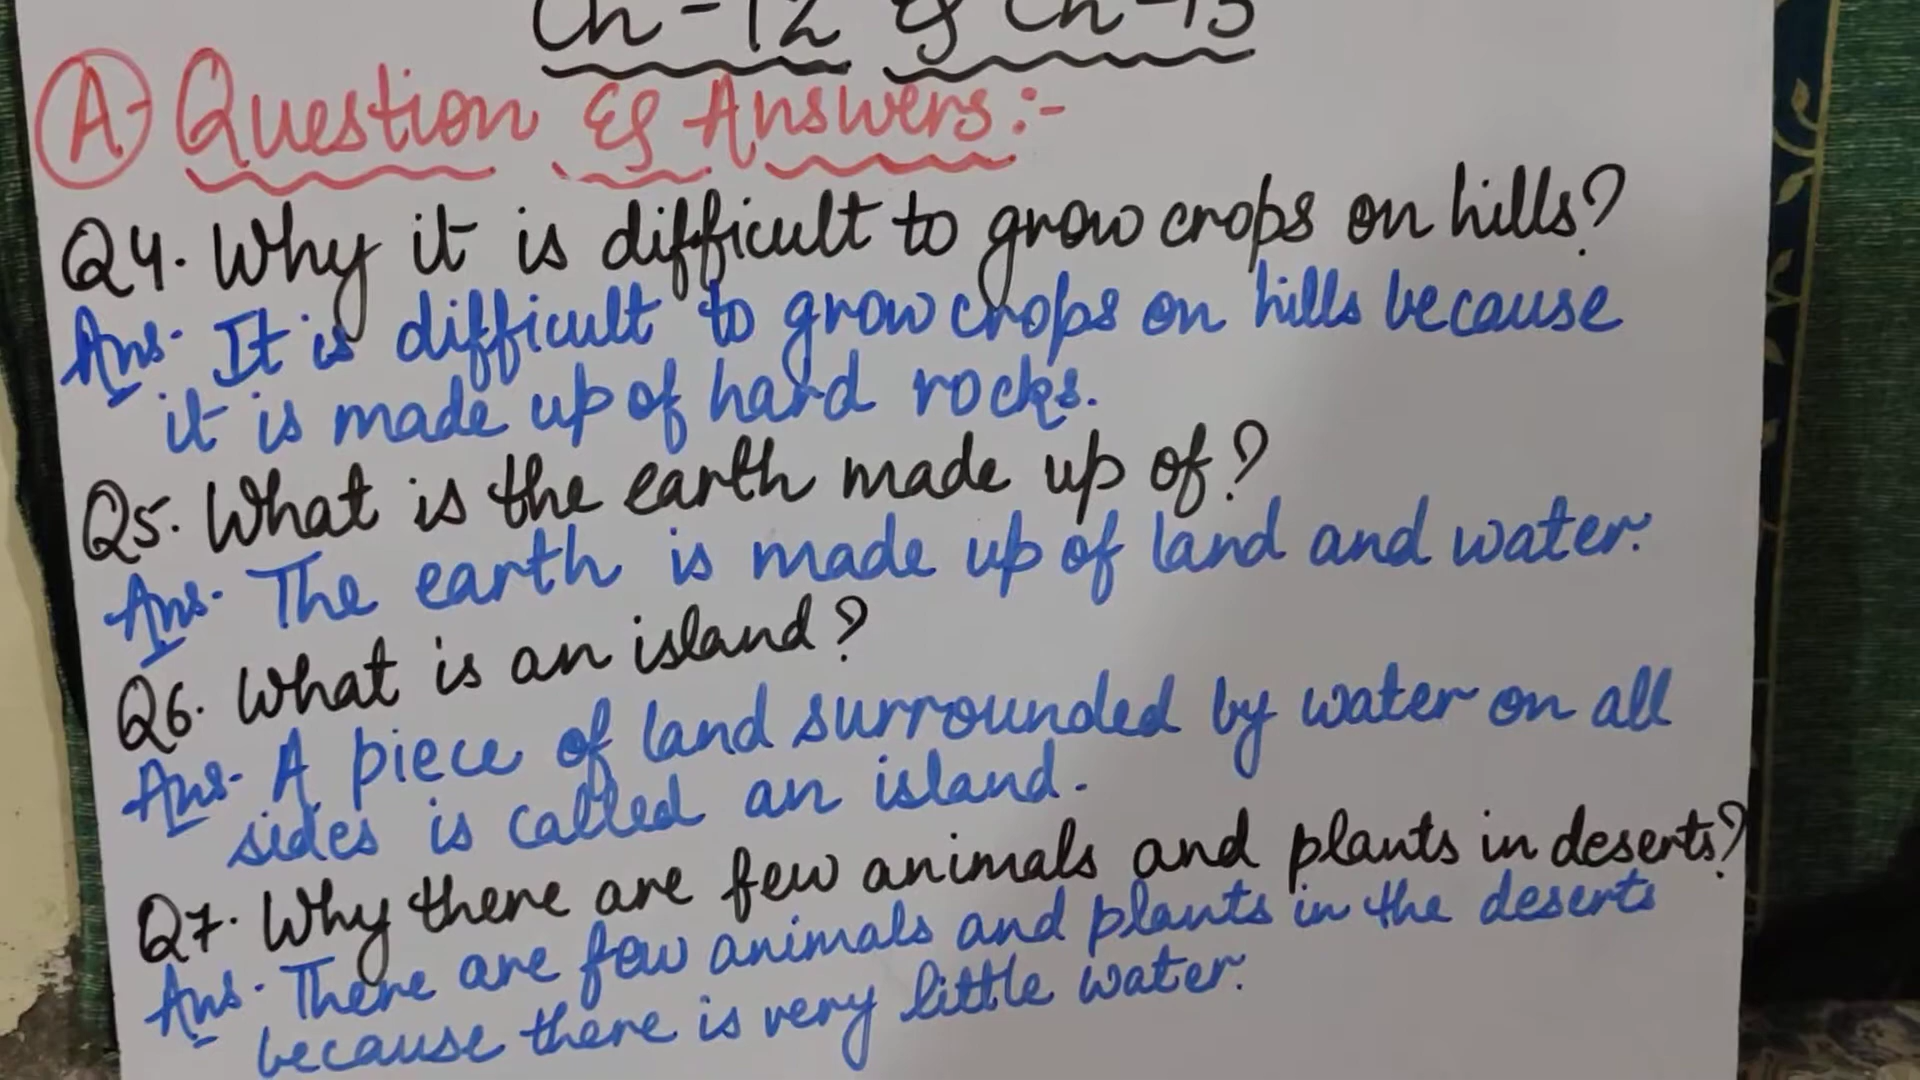 Ch-12 & Ch-13
A- Question & Answers:-
Q4. Why it is difficult to grow crops on hills?
Ans. It is difficult to grow crops on hills because
it is made up of hard rocks.
Q5. What is the earth made up of?
Ans. The earth is made up of land and water.
Q6. What is an island?
Ans. A piece of land surrounded by water on all
sides is called an island.
Q7. Why there are few animals and plants in deserts?
Ans. There are few animals and plants in the deserts
because there is very little water.